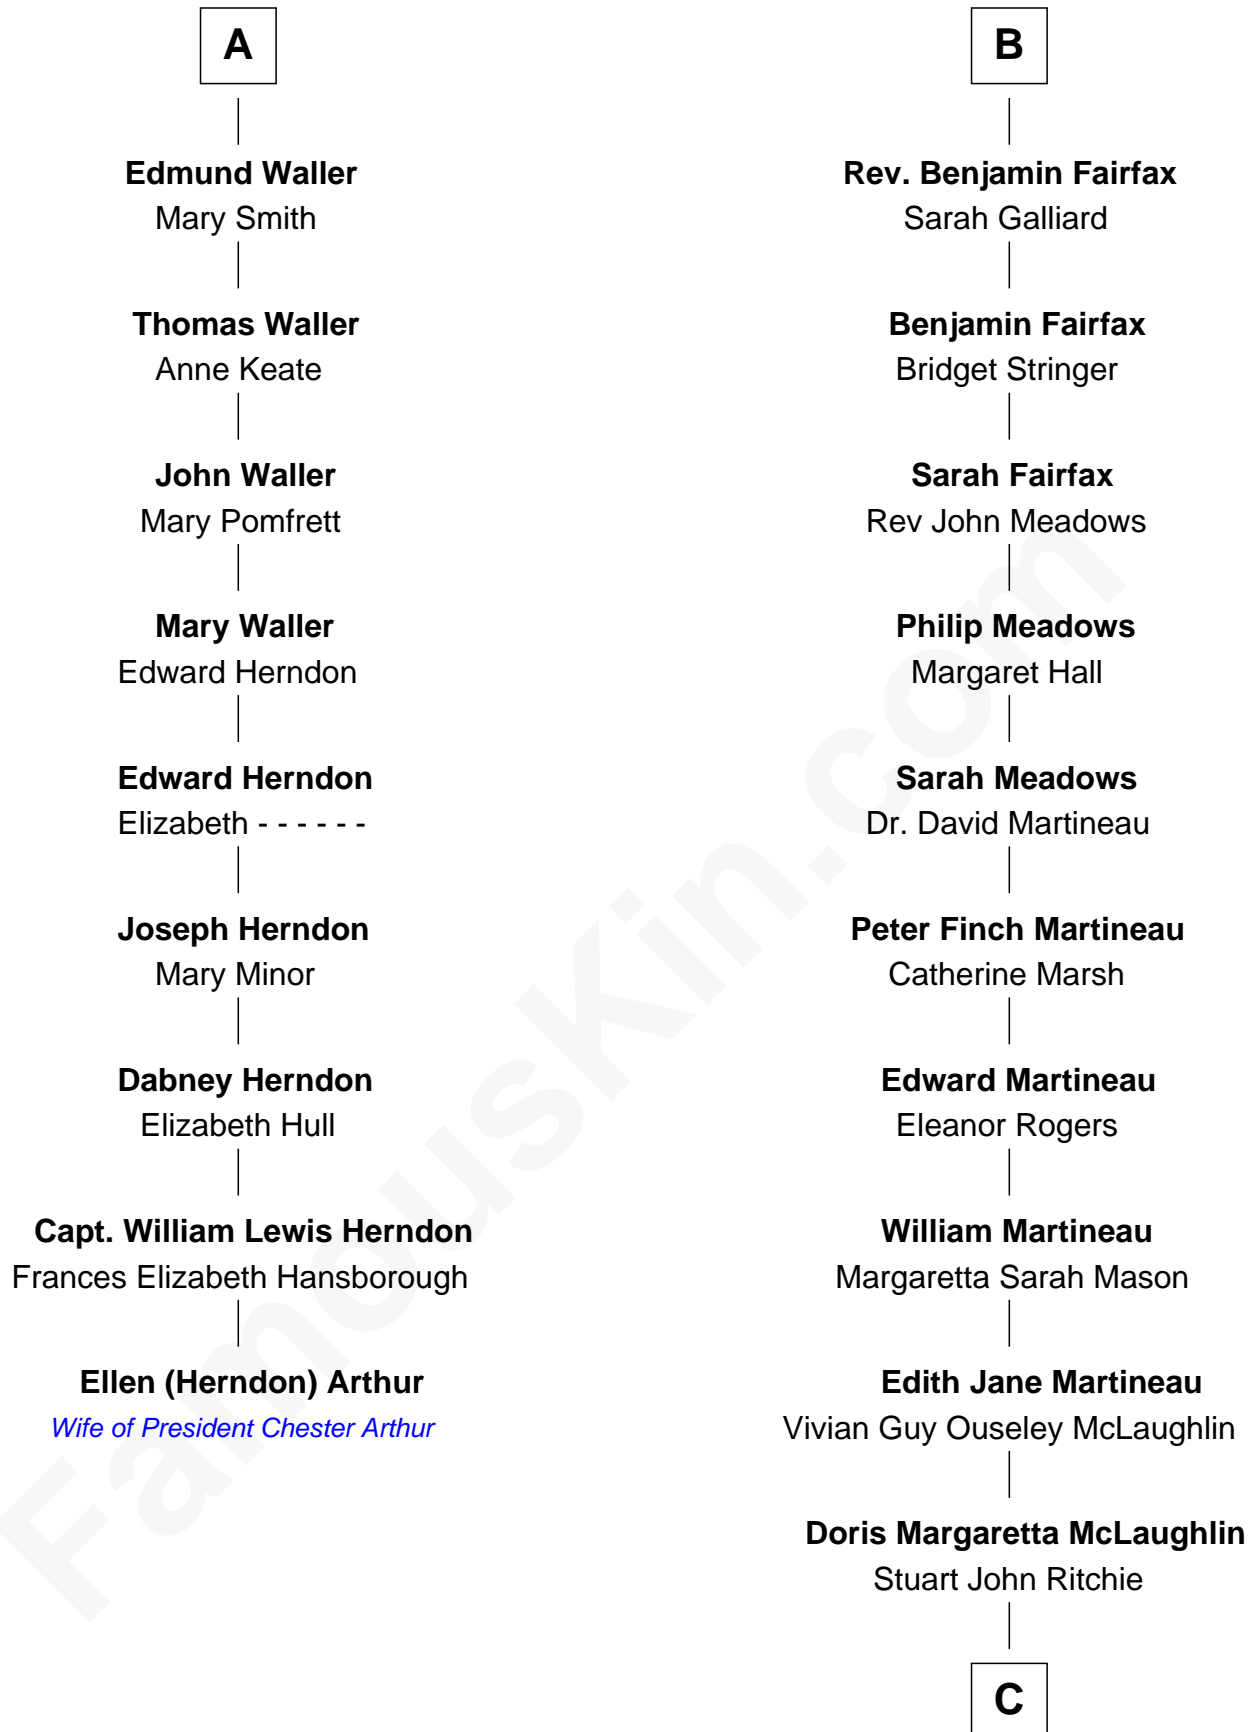 A
Edmund Waller
Mary Smith
Thomas Waller
Anne Keate
John Waller
Mary Pomfrett
Mary Waller
Edward Herndon
Edward Herndon
Elizabeth - - - - - -
Joseph Herndon
Mary Minor
Dabney Herndon
Elizabeth Hull
Capt. William Lewis Herndon
Frances Elizabeth Hansborough
Ellen (Herndon) Arthur
Wife of President Chester Arthur
B
Rev. Benjamin Fairfax
Sarah Galliard
Benjamin Fairfax
Bridget Stringer
Sarah Fairfax
Rev John Meadows
Philip Meadows
Margaret Hall
Sarah Meadows
Dr. David Martineau
Peter Finch Martineau
Catherine Marsh
Edward Martineau
Eleanor Rogers
William Martineau
Margaretta Sarah Mason
Edith Jane Martineau
Vivian Guy Ouseley McLaughlin
Doris Margaretta McLaughlin
Stuart John Ritchie
C
FamousKin.com